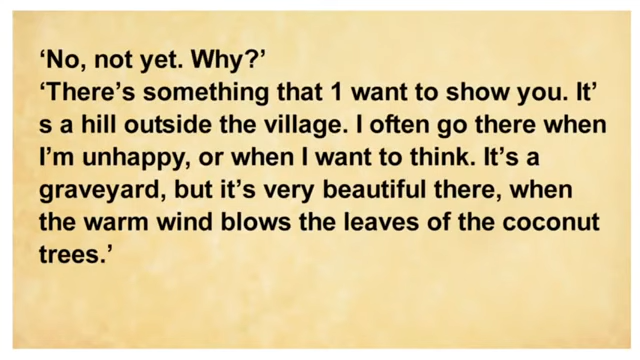 ‘No, not yet. Why?’
‘There’s something that 1 want to show you. It’
s a hill outside the village. I often go there when
I’m unhappy, or when I want to think. It’s a
graveyard, but it’s very beautiful there, when
the warm wind blows the leaves of the coconut
trees.’